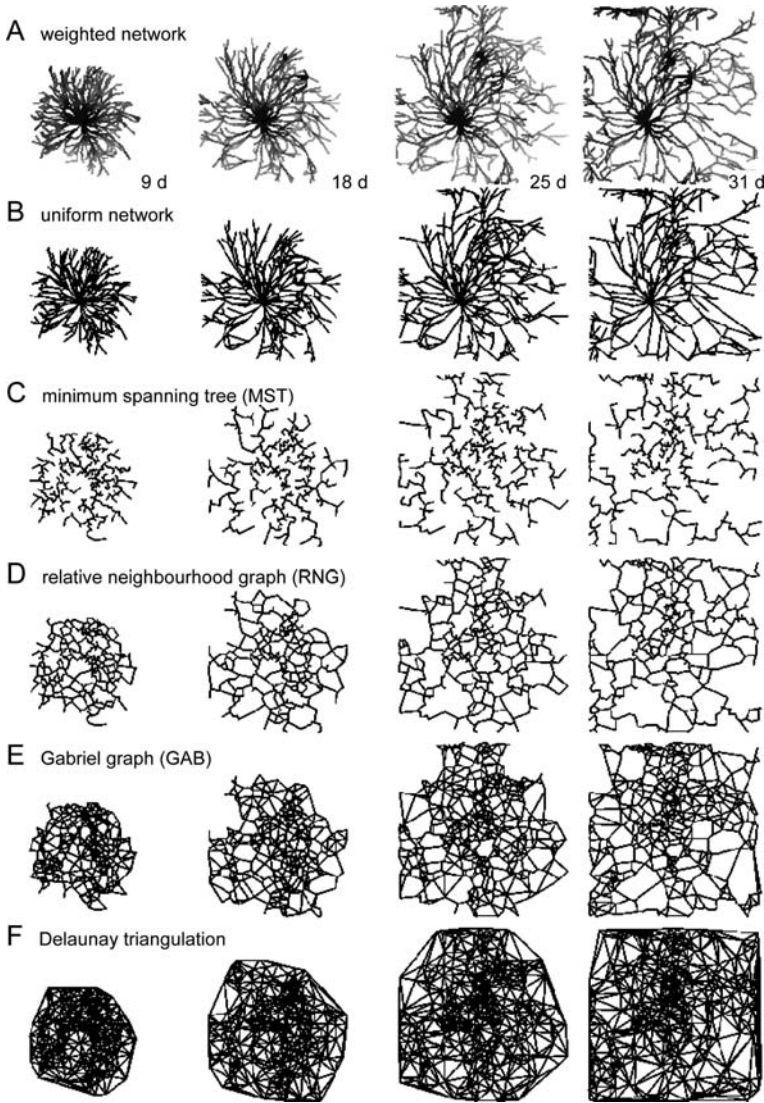 A weighted network
9 d 18 d 25 d 31 d
B uniform network
C minimum spanning tree (MST)
D relative neighbourhood graph (RNG)
E Gabriel graph (GAB)
F Delaunay triangulation